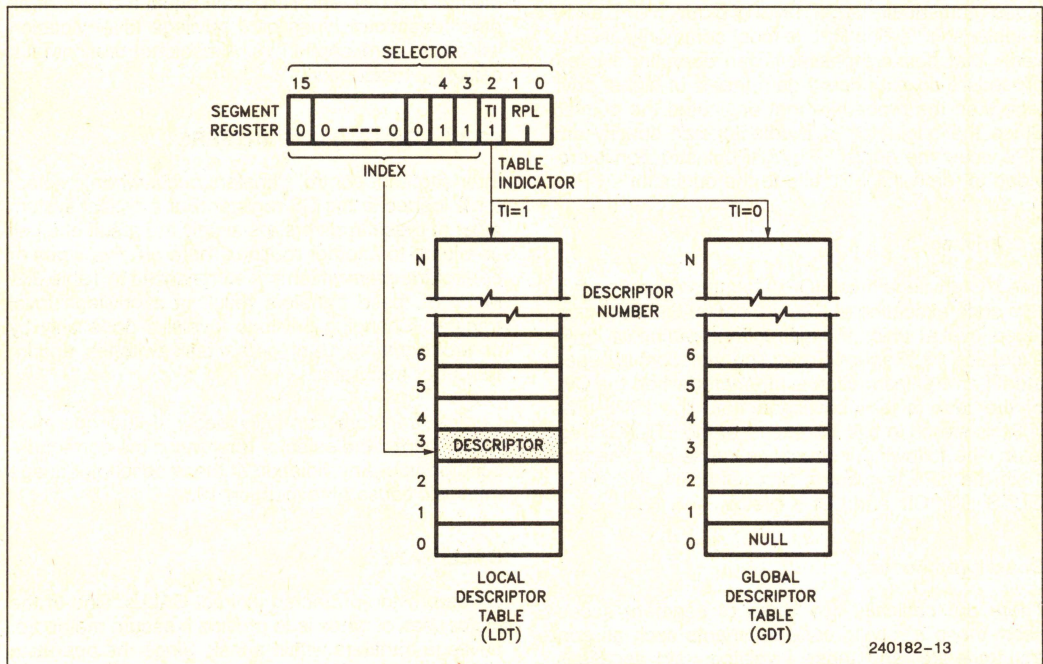 SELECTOR
15 4 3 2 1 0
SEGMENT REGISTER
TI RPL
0 0 ----- 0 0 1 1 1
INDEX
TABLE INDICATOR
TI=1
TI=0
N
DESCRIPTOR NUMBER
6
5
4
3 DESCRIPTOR
2
1
0
LOCAL
DESCRIPTOR
TABLE
(LDT)
N
6
5
4
3
2
1
0 NULL
GLOBAL
DESCRIPTOR
TABLE
(GDT)
240182-13